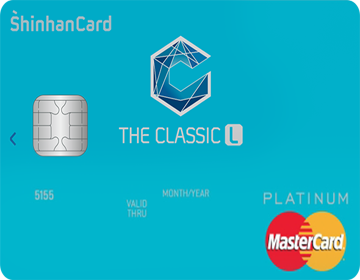 ShinhanCard
THE CLASSIC L
5155
MONTH/YEAR
VALID
THRU
PLATINUM
MasterCard